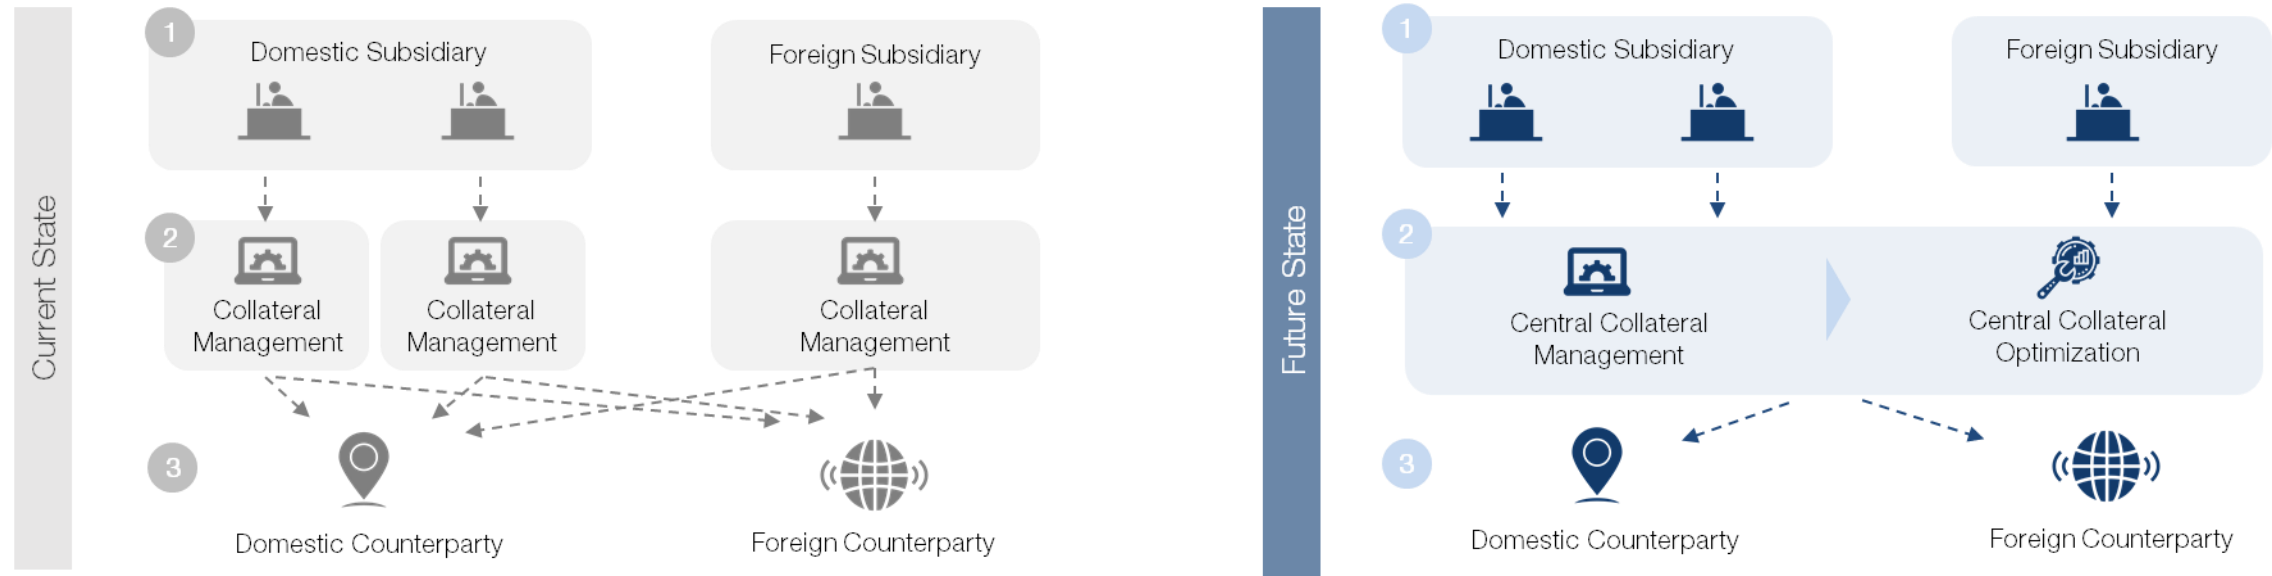 Current State
1
Domestic Subsidiary
Foreign Subsidiary
2
Collateral
Management
Collateral
Management
Collateral
Management
3
Domestic Counterparty
Foreign Counterparty
Future State
1
Domestic Subsidiary
Foreign Subsidiary
2
Central Collateral
Management
Central Collateral
Optimization
3
Domestic Counterparty
Foreign Counterparty